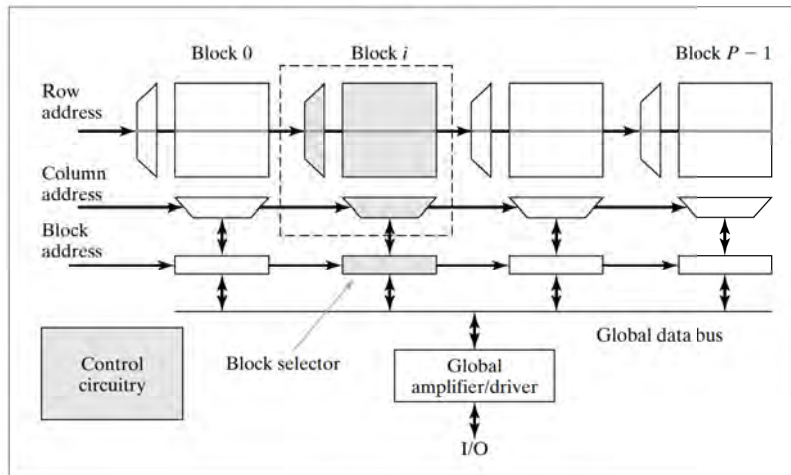 Block 0
Block i
Block P − 1
Row
address
Column
address
Block
address
Global data bus
Control
circuitry
Block selector
Global
amplifier/driver
I/O